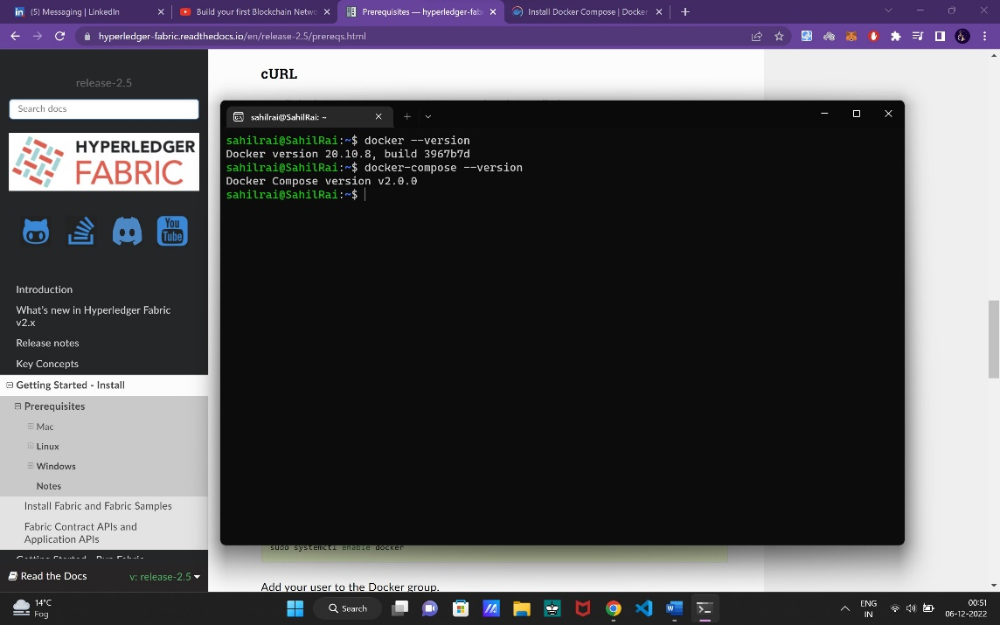 (5) Messaging | LinkedIn
Build your first Blockchain Netwo
Prerequisites — hyperledger-fab
Install Docker Compose | Docker
hyperledger-fabric.readthedocs.io/en/release-2.5/prereqs.html
release-2.5
Search docs
HYPERLEDGER
FABRIC
You
Tube
Introduction
What's new in Hyperledger Fabric
v2.x
Release notes
Key Concepts
Getting Started - Install
Prerequisites
Mac
Linux
Windows
Notes
Install Fabric and Fabric Samples
Fabric Contract APIs and
Application APIs
Getting Started - Run Fabric
Read the Docs
v: release-2.5
cURL
sahilrai@SahilRai: ~
sahilrai@SahilRai:~$ docker --version
Docker version 20.10.8, build 3967b7d
sahilrai@SahilRai:~$ docker-compose --version
Docker Compose version v2.0.0
sahilrai@SahilRai:~$
sudo systemctl enable docker
Add your user to the Docker group.
14°C
Fog
Search
ENG
IN
00:51
06-12-2022